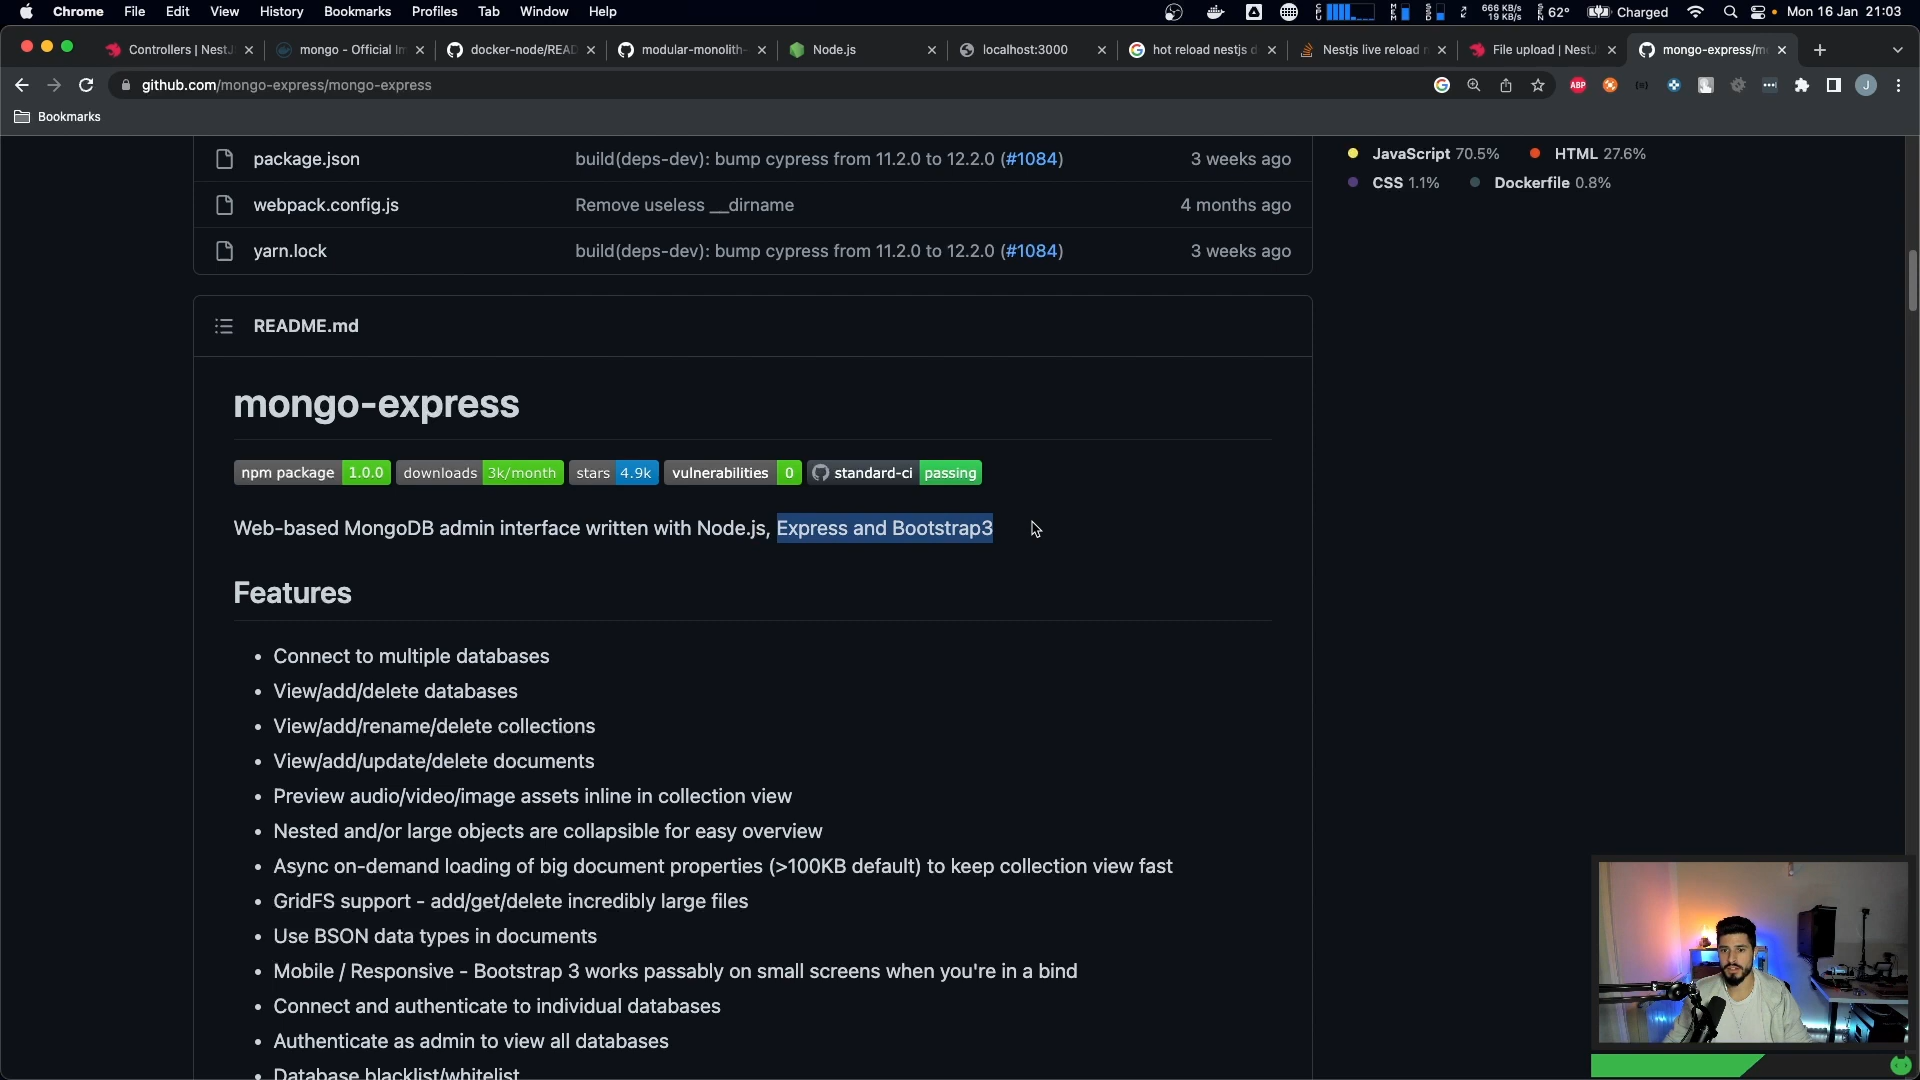 Chrome File Edit View History Bookmarks Profiles Tab Window Help
666 KB/s
19 KB/s
62° Charged Mon 16 Jan 21:03
Controllers | NestJ
mongo - Official Im
docker-node/READ
modular-monolith-
Node.js
localhost:3000
hot reload nestjs d
Nestjs live reload
File upload | NestJ
mongo-express/m
github.com/mongo-express/mongo-express
ABP
J
Bookmarks
package.json build(deps-dev): bump cypress from 11.2.0 to 12.2.0 (#1084) 3 weeks ago
webpack.config.js Remove useless __dirname 4 months ago
yarn.lock build(deps-dev): bump cypress from 11.2.0 to 12.2.0 (#1084) 3 weeks ago
JavaScript 70.5% HTML 27.6%
CSS 1.1% Dockerfile 0.8%
README.md
mongo-express
npm package 1.0.0 downloads 3k/month stars 4.9k vulnerabilities 0 standard-ci passing
Web-based MongoDB admin interface written with Node.js, Express and Bootstrap3
Features
• Connect to multiple databases
• View/add/delete databases
• View/add/rename/delete collections
• View/add/update/delete documents
• Preview audio/video/image assets inline in collection view
• Nested and/or large objects are collapsible for easy overview
• Async on-demand loading of big document properties (>100KB default) to keep collection view fast
• GridFS support - add/get/delete incredibly large files
• Use BSON data types in documents
• Mobile / Responsive - Bootstrap 3 works passably on small screens when you're in a bind
• Connect and authenticate to individual databases
• Authenticate as admin to view all databases
• Database blacklist/whitelist